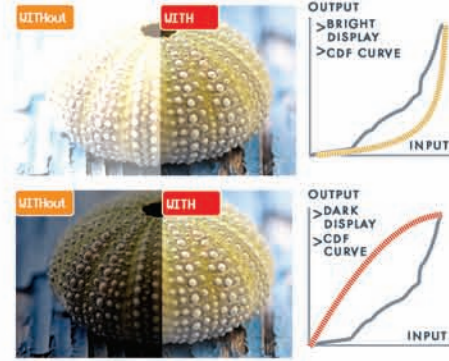 WITHout
WITH
OUTPUT
>BRIGHT
DISPLAY
>CDF CURVE
INPUT
WITHout
WITH
OUTPUT
>DARK
DISPLAY
>CDF
CURVE
INPUT